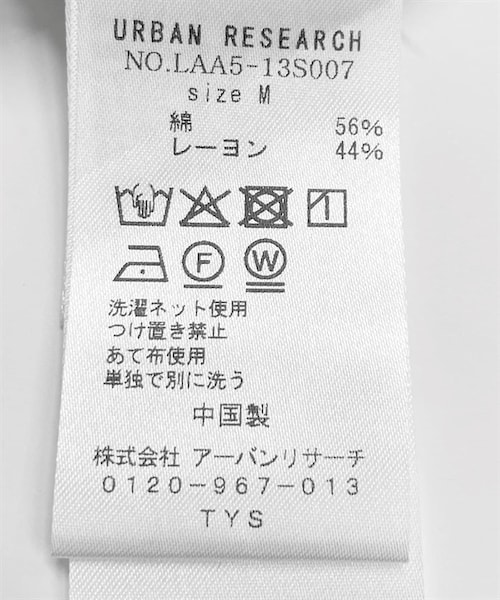 URBAN RESEARCH
NO.LAA5-13S007
size M
綿 56%
レーヨン 44%
F W
洗濯ネット使用
つけ置き禁止
あて布使用
単独で別に洗う
中国製
株式会社 アーバンリサーチ
0120-967-013
TYS